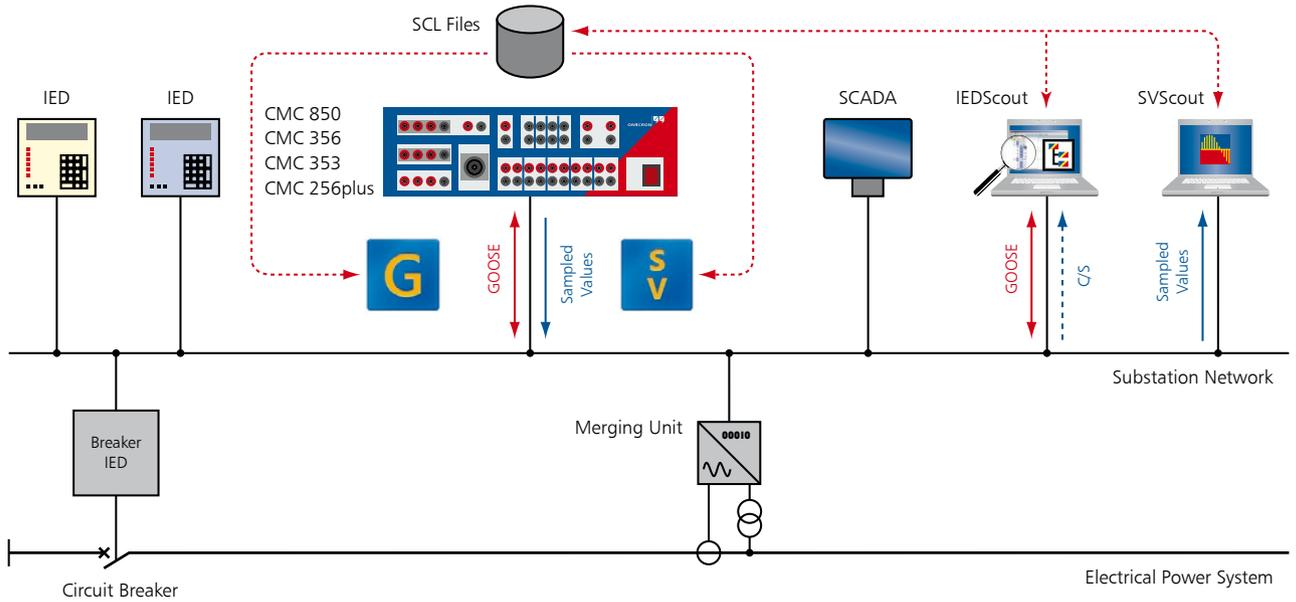 SCL Files
IED
IED
CMC 850
CMC 356
CMC 353
CMC 256plus
OMICRON
SCADA
IEDScout
SVScout
G
GOOSE
Sampled
Values
S
V
GOOSE
C/S
Sampled
Values
Substation Network
Breaker
IED
Merging Unit
00010
Circuit Breaker
Electrical Power System